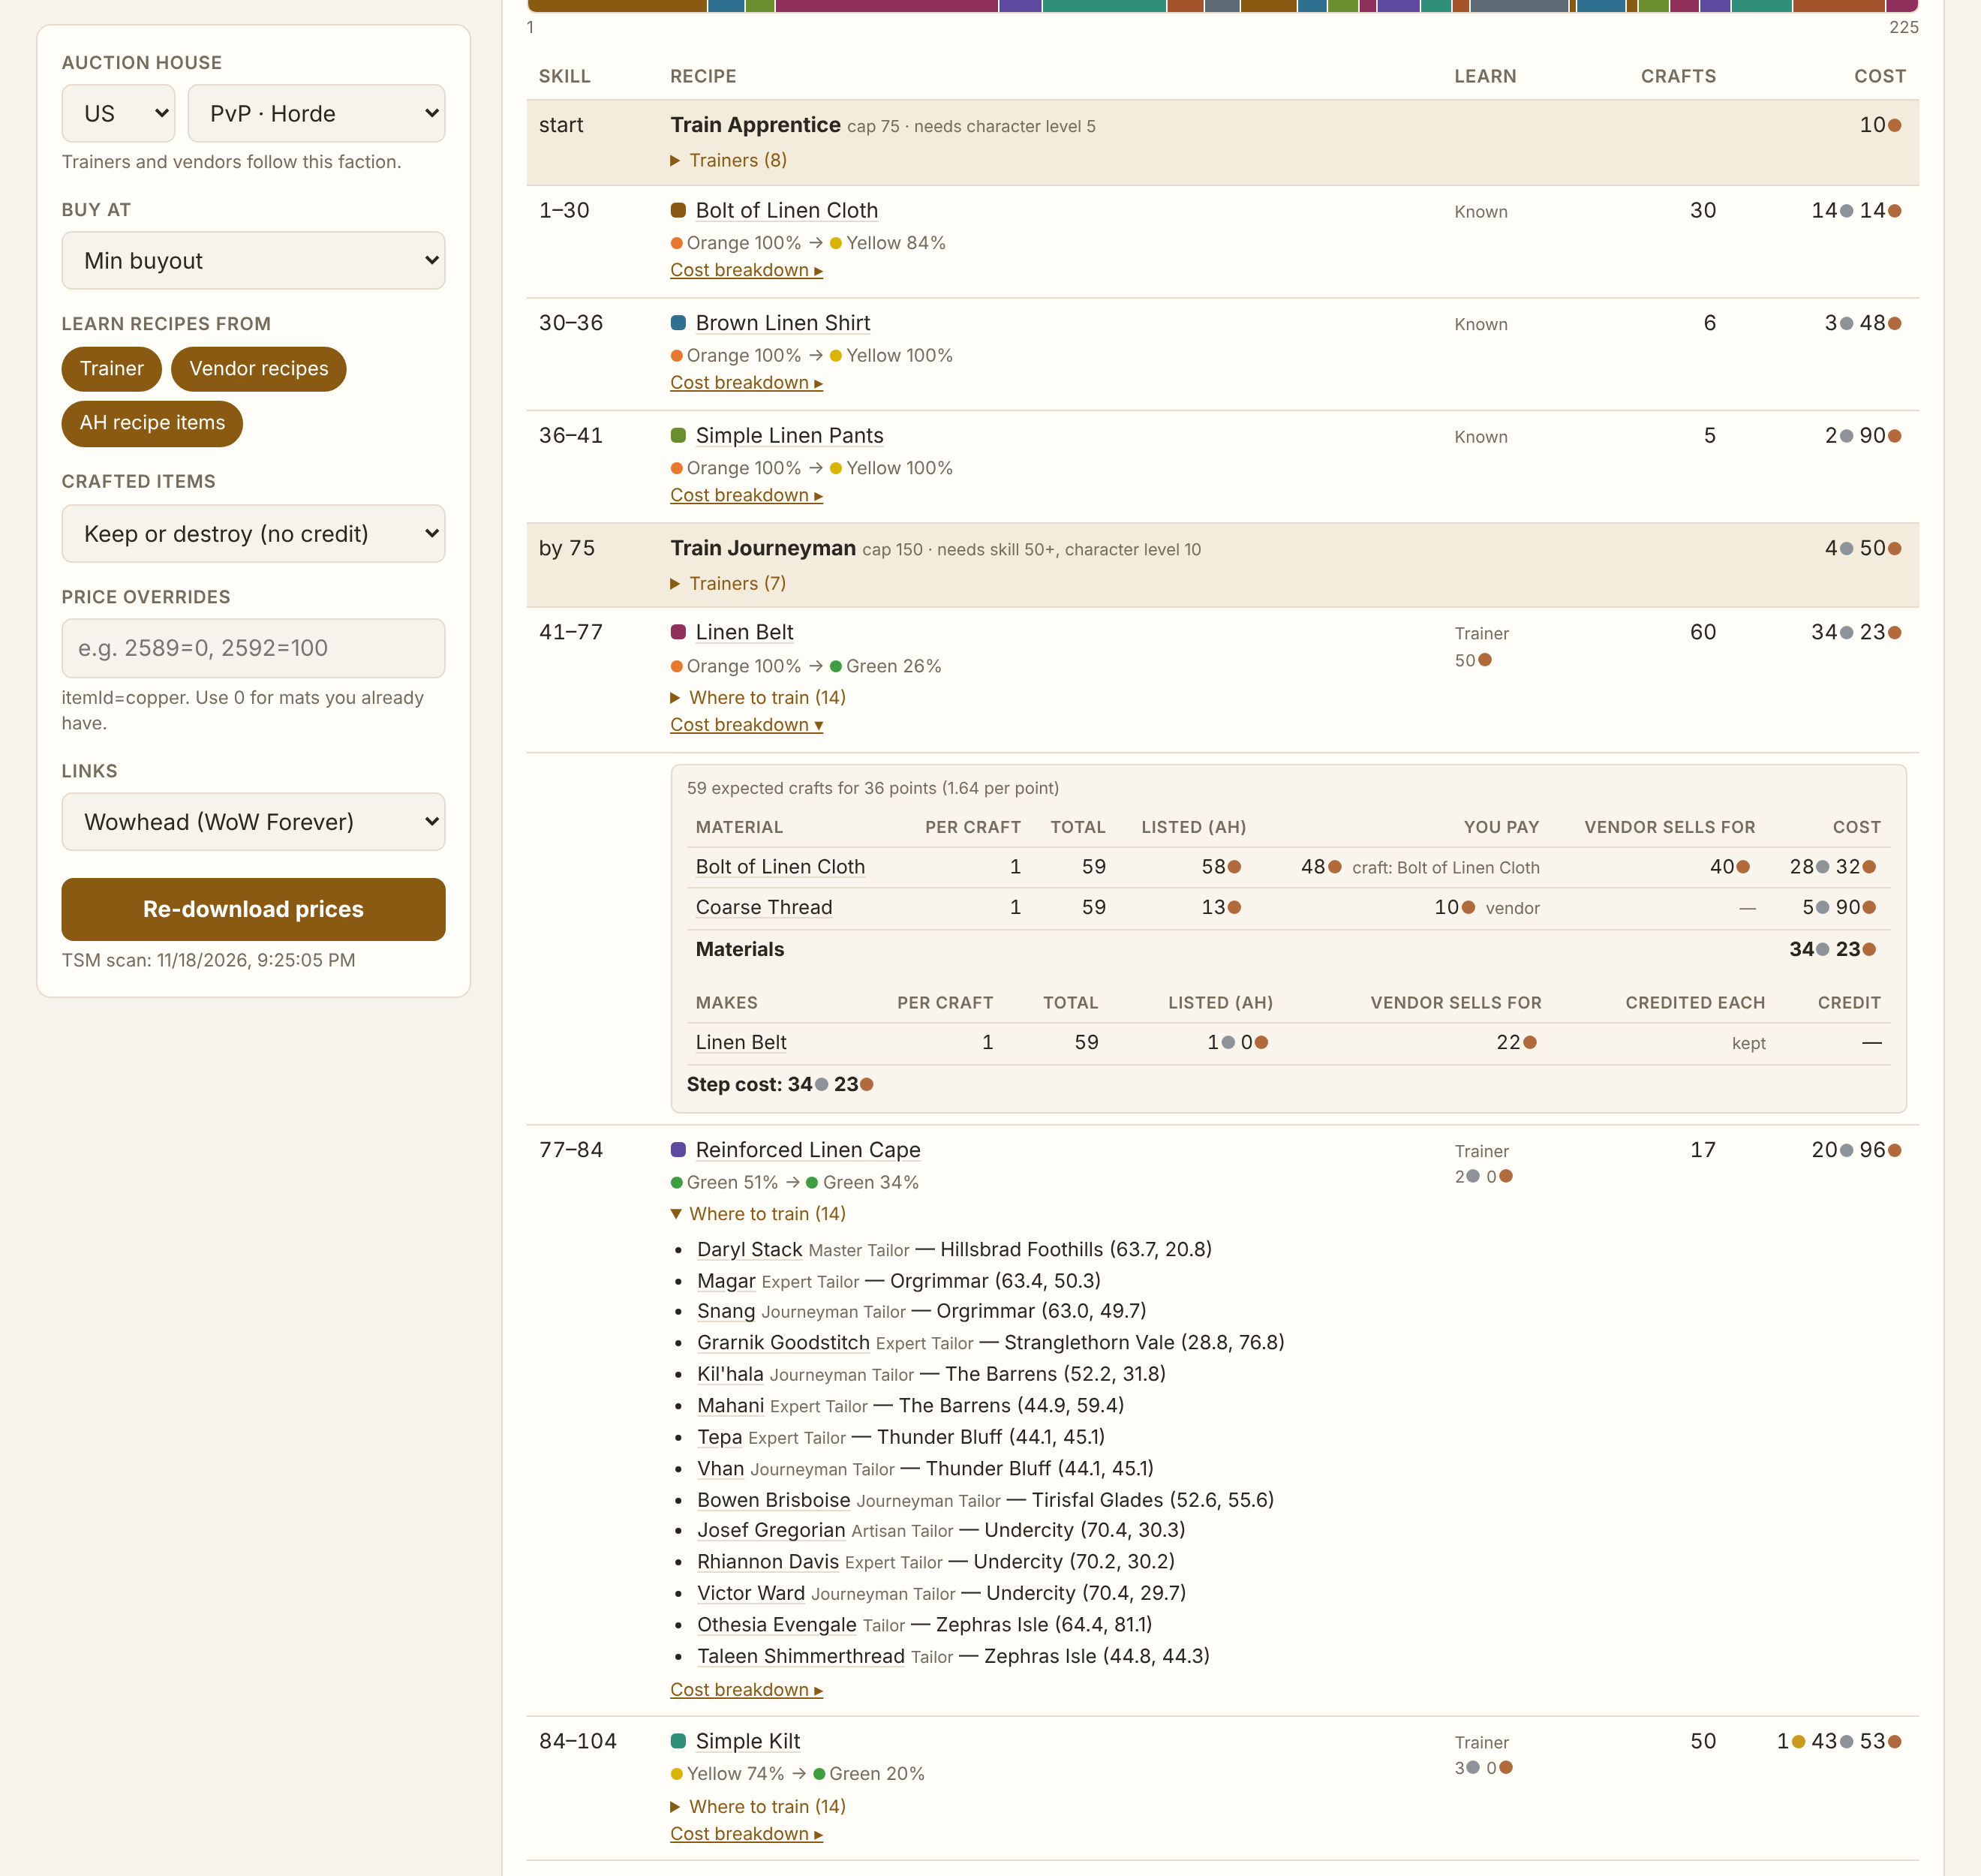 1
225
AUCTION HOUSE
US
PvP · Horde
Trainers and vendors follow this faction.
BUY AT
Min buyout
LEARN RECIPES FROM
Trainer
Vendor recipes
AH recipe items
CRAFTED ITEMS
Keep or destroy (no credit)
PRICE OVERRIDES
e.g. 2589=0, 2592=100
itemId=copper. Use 0 for mats you already
have.
LINKS
Wowhead (WoW Forever)
Re-download prices
TSM scan: 11/18/2026, 9:25:05 PM
SKILL RECIPE LEARN CRAFTS COST
start Train Apprentice cap 75 · needs character level 5 10
▶ Trainers (8)
1–30 Bolt of Linen Cloth Known 30 14 14
Orange 100% → Yellow 84%
Cost breakdown ▸
30–36 Brown Linen Shirt Known 6 3 48
Orange 100% → Yellow 100%
Cost breakdown ▸
36–41 Simple Linen Pants Known 5 2 90
Orange 100% → Yellow 100%
Cost breakdown ▸
by 75 Train Journeyman cap 150 · needs skill 50+, character level 10 4 50
▶ Trainers (7)
41–77 Linen Belt Trainer 60 34 23
50
Orange 100% → Green 26%
▶ Where to train (14)
Cost breakdown ▾
59 expected crafts for 36 points (1.64 per point)
MATERIAL PER CRAFT TOTAL LISTED (AH) YOU PAY VENDOR SELLS FOR COST
Bolt of Linen Cloth 1 59 58 48 craft: Bolt of Linen Cloth 40 28 32
Coarse Thread 1 59 13 10 vendor — 5 90
Materials 34 23
MAKES PER CRAFT TOTAL LISTED (AH) VENDOR SELLS FOR CREDITED EACH CREDIT
Linen Belt 1 59 1 0 22 kept —
Step cost: 34 23
77–84 Reinforced Linen Cape Trainer 17 20 96
2 0
Green 51% → Green 34%
▼ Where to train (14)
• Daryl Stack Master Tailor — Hillsbrad Foothills (63.7, 20.8)
• Magar Expert Tailor — Orgrimmar (63.4, 50.3)
• Snang Journeyman Tailor — Orgrimmar (63.0, 49.7)
• Grarnik Goodstitch Expert Tailor — Stranglethorn Vale (28.8, 76.8)
• Kil'hala Journeyman Tailor — The Barrens (52.2, 31.8)
• Mahani Expert Tailor — The Barrens (44.9, 59.4)
• Tepa Expert Tailor — Thunder Bluff (44.1, 45.1)
• Vhan Journeyman Tailor — Thunder Bluff (44.1, 45.1)
• Bowen Brisboise Journeyman Tailor — Tirisfal Glades (52.6, 55.6)
• Josef Gregorian Artisan Tailor — Undercity (70.4, 30.3)
• Rhiannon Davis Expert Tailor — Undercity (70.2, 30.2)
• Victor Ward Journeyman Tailor — Undercity (70.4, 29.7)
• Othesia Evengale Tailor — Zephras Isle (64.4, 81.1)
• Taleen Shimmerthread Tailor — Zephras Isle (44.8, 44.3)
Cost breakdown ▸
84–104 Simple Kilt Trainer 50 1 43 53
3 0
Yellow 74% → Green 20%
▶ Where to train (14)
Cost breakdown ▸